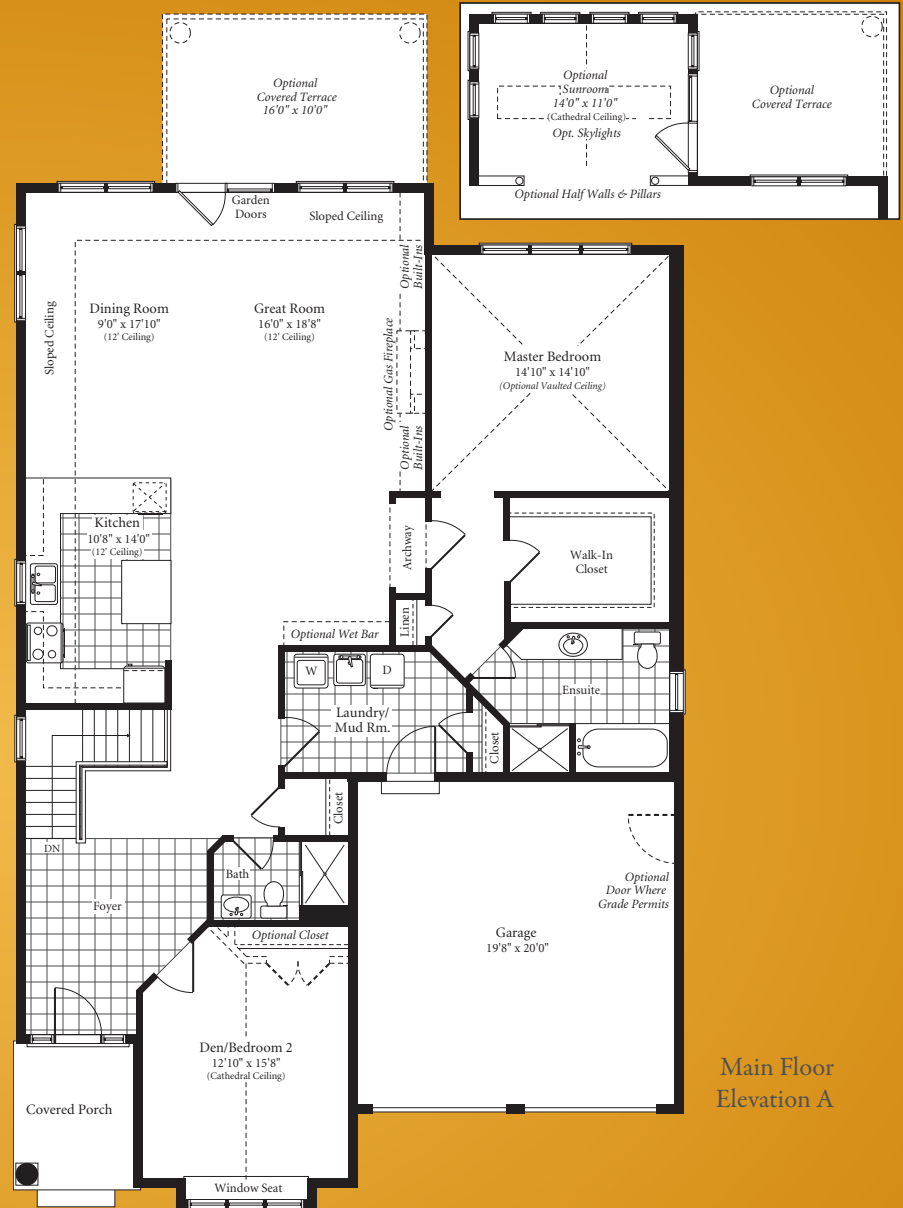 Optional
Covered Terrace
16'0" x 10'0"
Optional
Sunroom
14'0" x 11'0"
(Cathedral Ceiling)
Opt. Skylights
Optional
Covered Terrace
Optional Half Walls & Pillars
Garden
Doors
Sloped Ceiling
Optional
Built-Ins
Sloped Ceiling
Dining Room
9'0" x 17'10"
(12' Ceiling)
Great Room
16'0" x 18'8"
(12' Ceiling)
Optional Gas Fireplace
Master Bedroom
14'10" x 14'10"
(Optional Vaulted Ceiling)
Optional
Built-Ins
Kitchen
10'8" x 14'0"
(12' Ceiling)
Archway
Walk-In
Closet
Linen
Optional Wet Bar
W
D
Laundry/
Mud Rm.
Ensuite
Closet
Closet
DN
Bath
Foyer
Optional
Door Where
Grade Permits
Optional Closet
Garage
19'8" x 20'0"
Den/Bedroom 2
12'10" x 15'8"
(Cathedral Ceiling)
Covered Porch
Window Seat
Main Floor
Elevation A